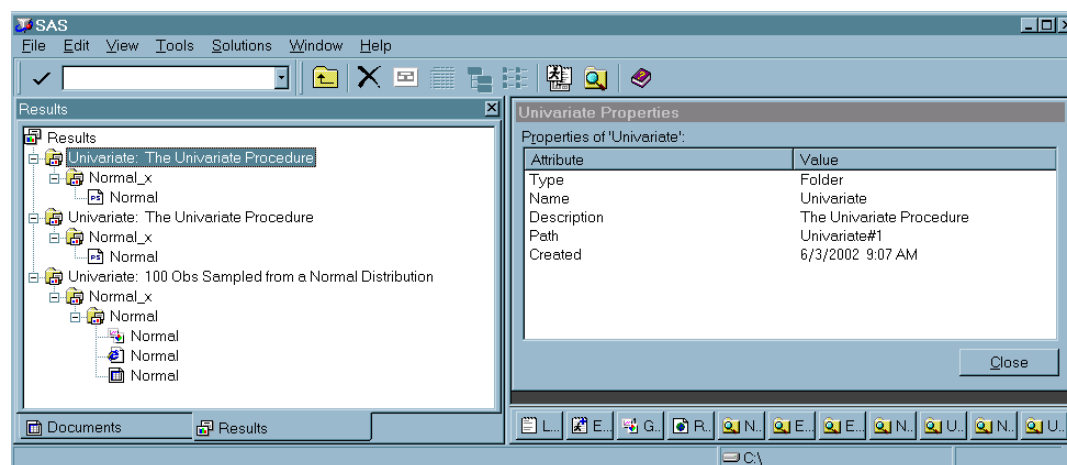 SAS
File Edit View Tools Solutions Window Help
Results
Results
Univariate: The Univariate Procedure
Normal_x
Normal
Univariate: The Univariate Procedure
Normal_x
Normal
Univariate: 100 Obs Sampled from a Normal Distribution
Normal_x
Normal
Normal
Normal
Normal
Documents Results
Univariate Properties
Properties of 'Univariate':
Attribute Value
Type Folder
Name Univariate
Description The Univariate Procedure
Path Univariate#1
Created 6/3/2002 9:07 AM
Close
L... E... G... R... N... E... E... N... U... N... U...
C:\